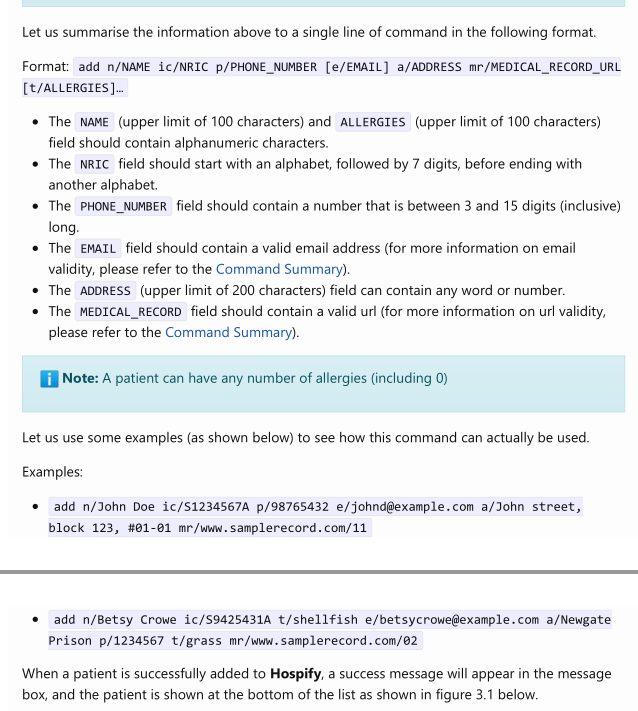 Let us summarise the information above to a single line of command in the following format.
Format: add n/NAME ic/NRIC p/PHONE_NUMBER [e/EMAIL] a/ADDRESS mr/MEDICAL_RECORD_URL
[t/ALLERGIES]…
• The NAME (upper limit of 100 characters) and ALLERGIES (upper limit of 100 characters)
field should contain alphanumeric characters.
• The NRIC field should start with an alphabet, followed by 7 digits, before ending with
another alphabet.
• The PHONE_NUMBER field should contain a number that is between 3 and 15 digits (inclusive)
long.
• The EMAIL field should contain a valid email address (for more information on email
validity, please refer to the Command Summary).
• The ADDRESS (upper limit of 200 characters) field can contain any word or number.
• The MEDICAL_RECORD field should contain a valid url (for more information on url validity,
please refer to the Command Summary).
ℹ Note: A patient can have any number of allergies (including 0)
Let us use some examples (as shown below) to see how this command can actually be used.
Examples:
• add n/John Doe ic/S1234567A p/98765432 e/johnd@example.com a/John street,
block 123, #01-01 mr/www.samplerecord.com/11
• add n/Betsy Crowe ic/S9425431A t/shellfish e/betsycrowe@example.com a/Newgate
Prison p/1234567 t/grass mr/www.samplerecord.com/02
When a patient is successfully added to Hospify, a success message will appear in the message
box, and the patient is shown at the bottom of the list as shown in figure 3.1 below.